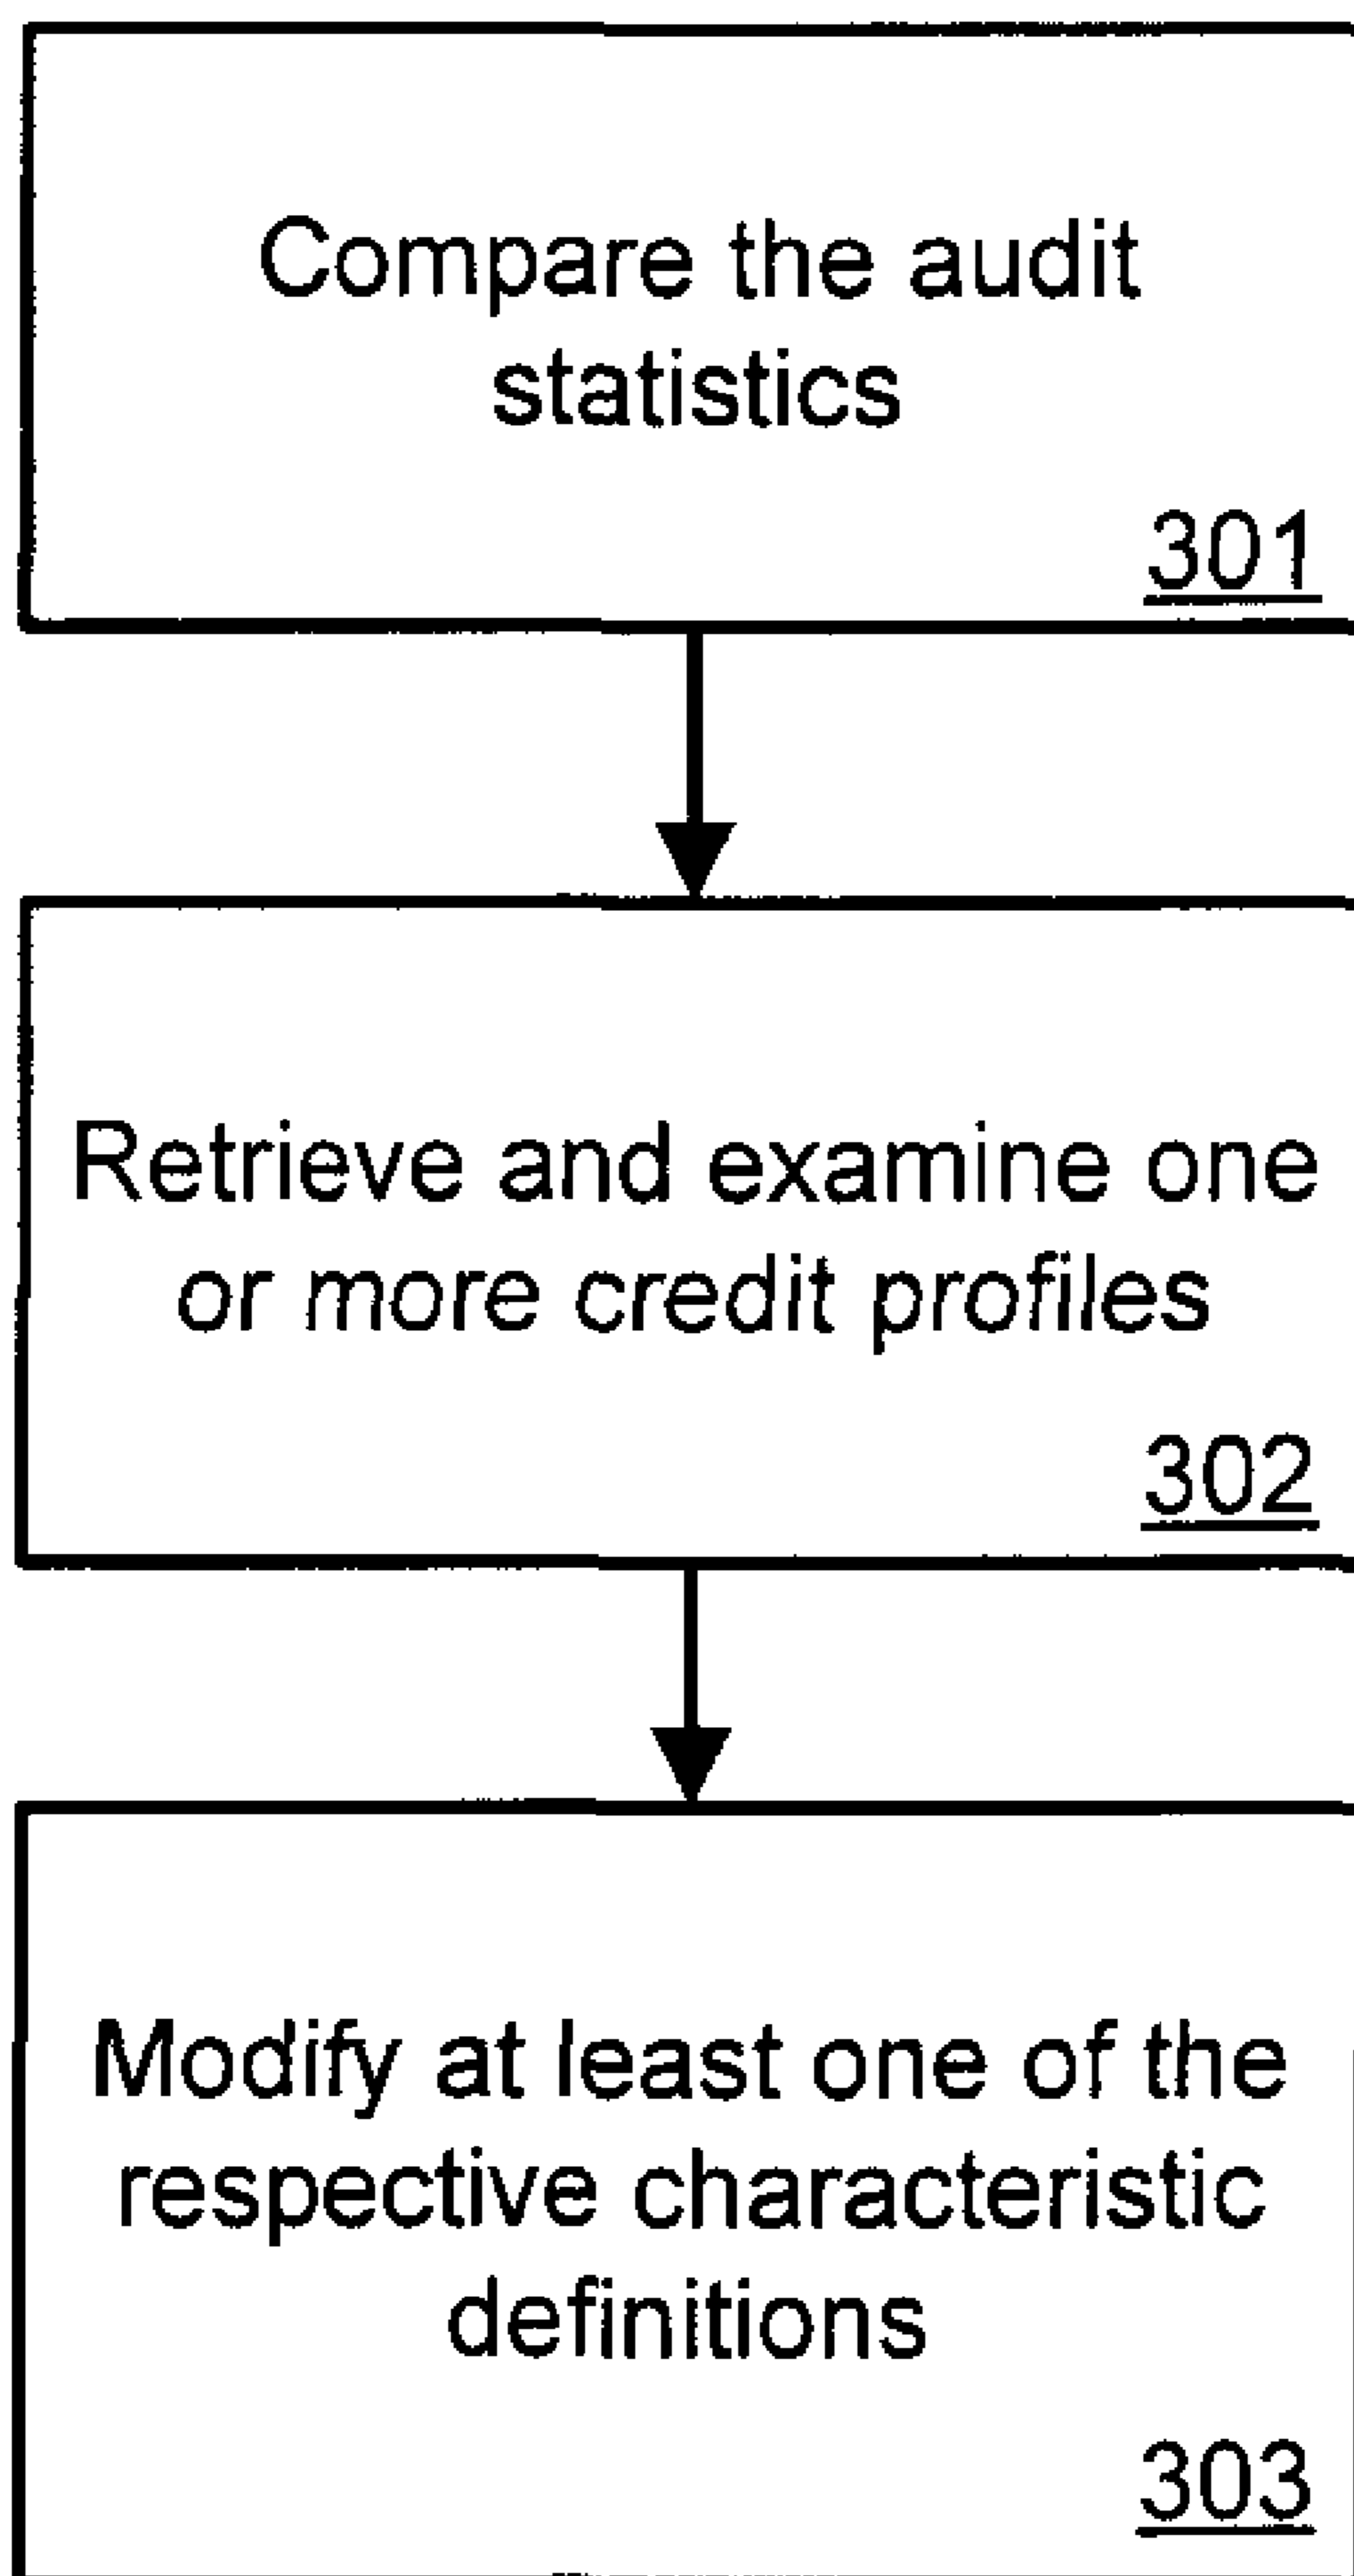 Compare the audit
statistics
301
Retrieve and examine one
or more credit profiles
302
Modify at least one of the
respective characteristic
definitions
303